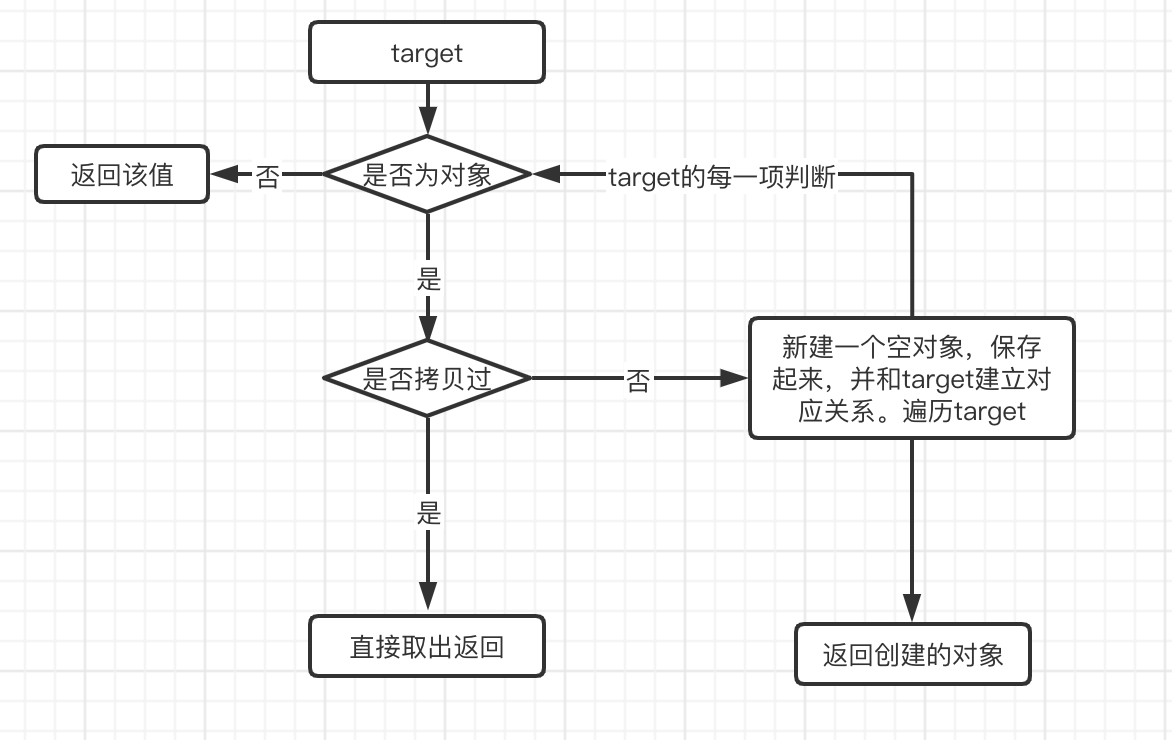 target
是否为对象
否
返回该值
target的每一项判断
是
是否拷贝过
否
新建一个空对象，保存
起来，并和target建立对
应关系。遍历target
是
直接取出返回
返回创建的对象